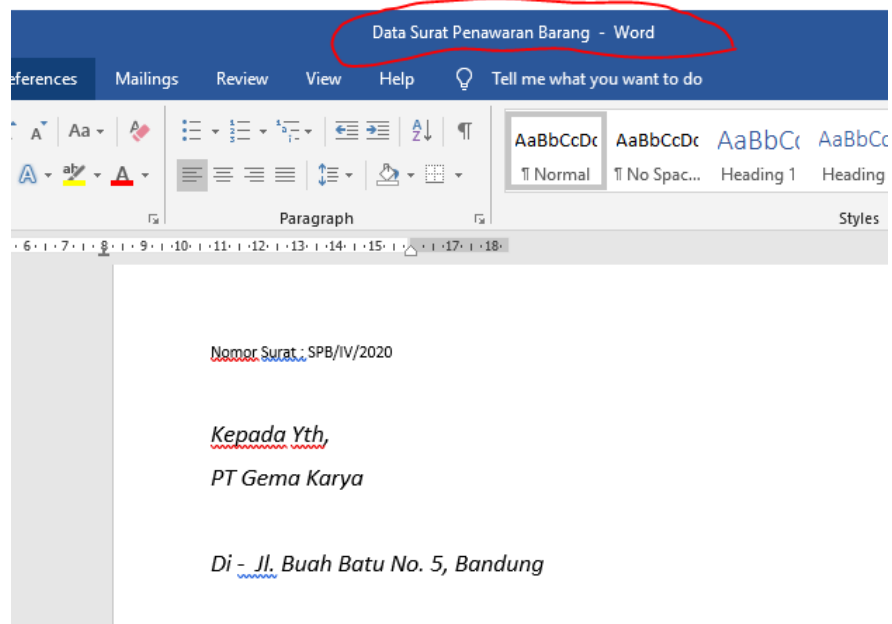 Data Surat Penawaran Barang - Word
eferences Mailings Review View Help Tell me what you want to do
A Aa A Z
A ab A AaBbCcDc AaBbCcDc AaBbC AaBbCc
¶ Normal ¶ No Spac... Heading 1 Heading
Paragraph Styles
6 7 8 9 10 11 12 13 14 15 17 18
Nomor Surat : SPB/IV/2020
Kepada Yth,
PT Gema Karya
Di - Jl. Buah Batu No. 5, Bandung